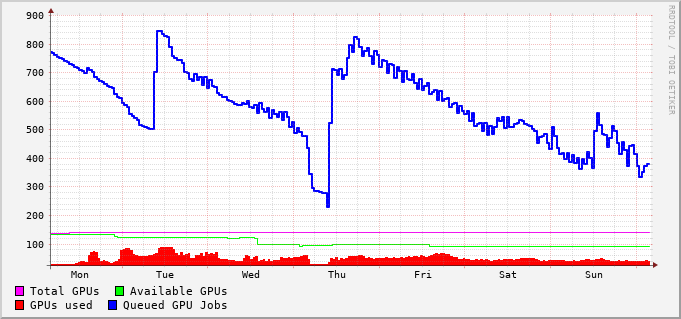 900
800
700
600
500
400
300
200
100
Mon Tue Wed Thu Fri Sat Sun
Total GPUs Available GPUs
GPUs used Queued GPU Jobs
RRDTOOL / TOBI OETIKER